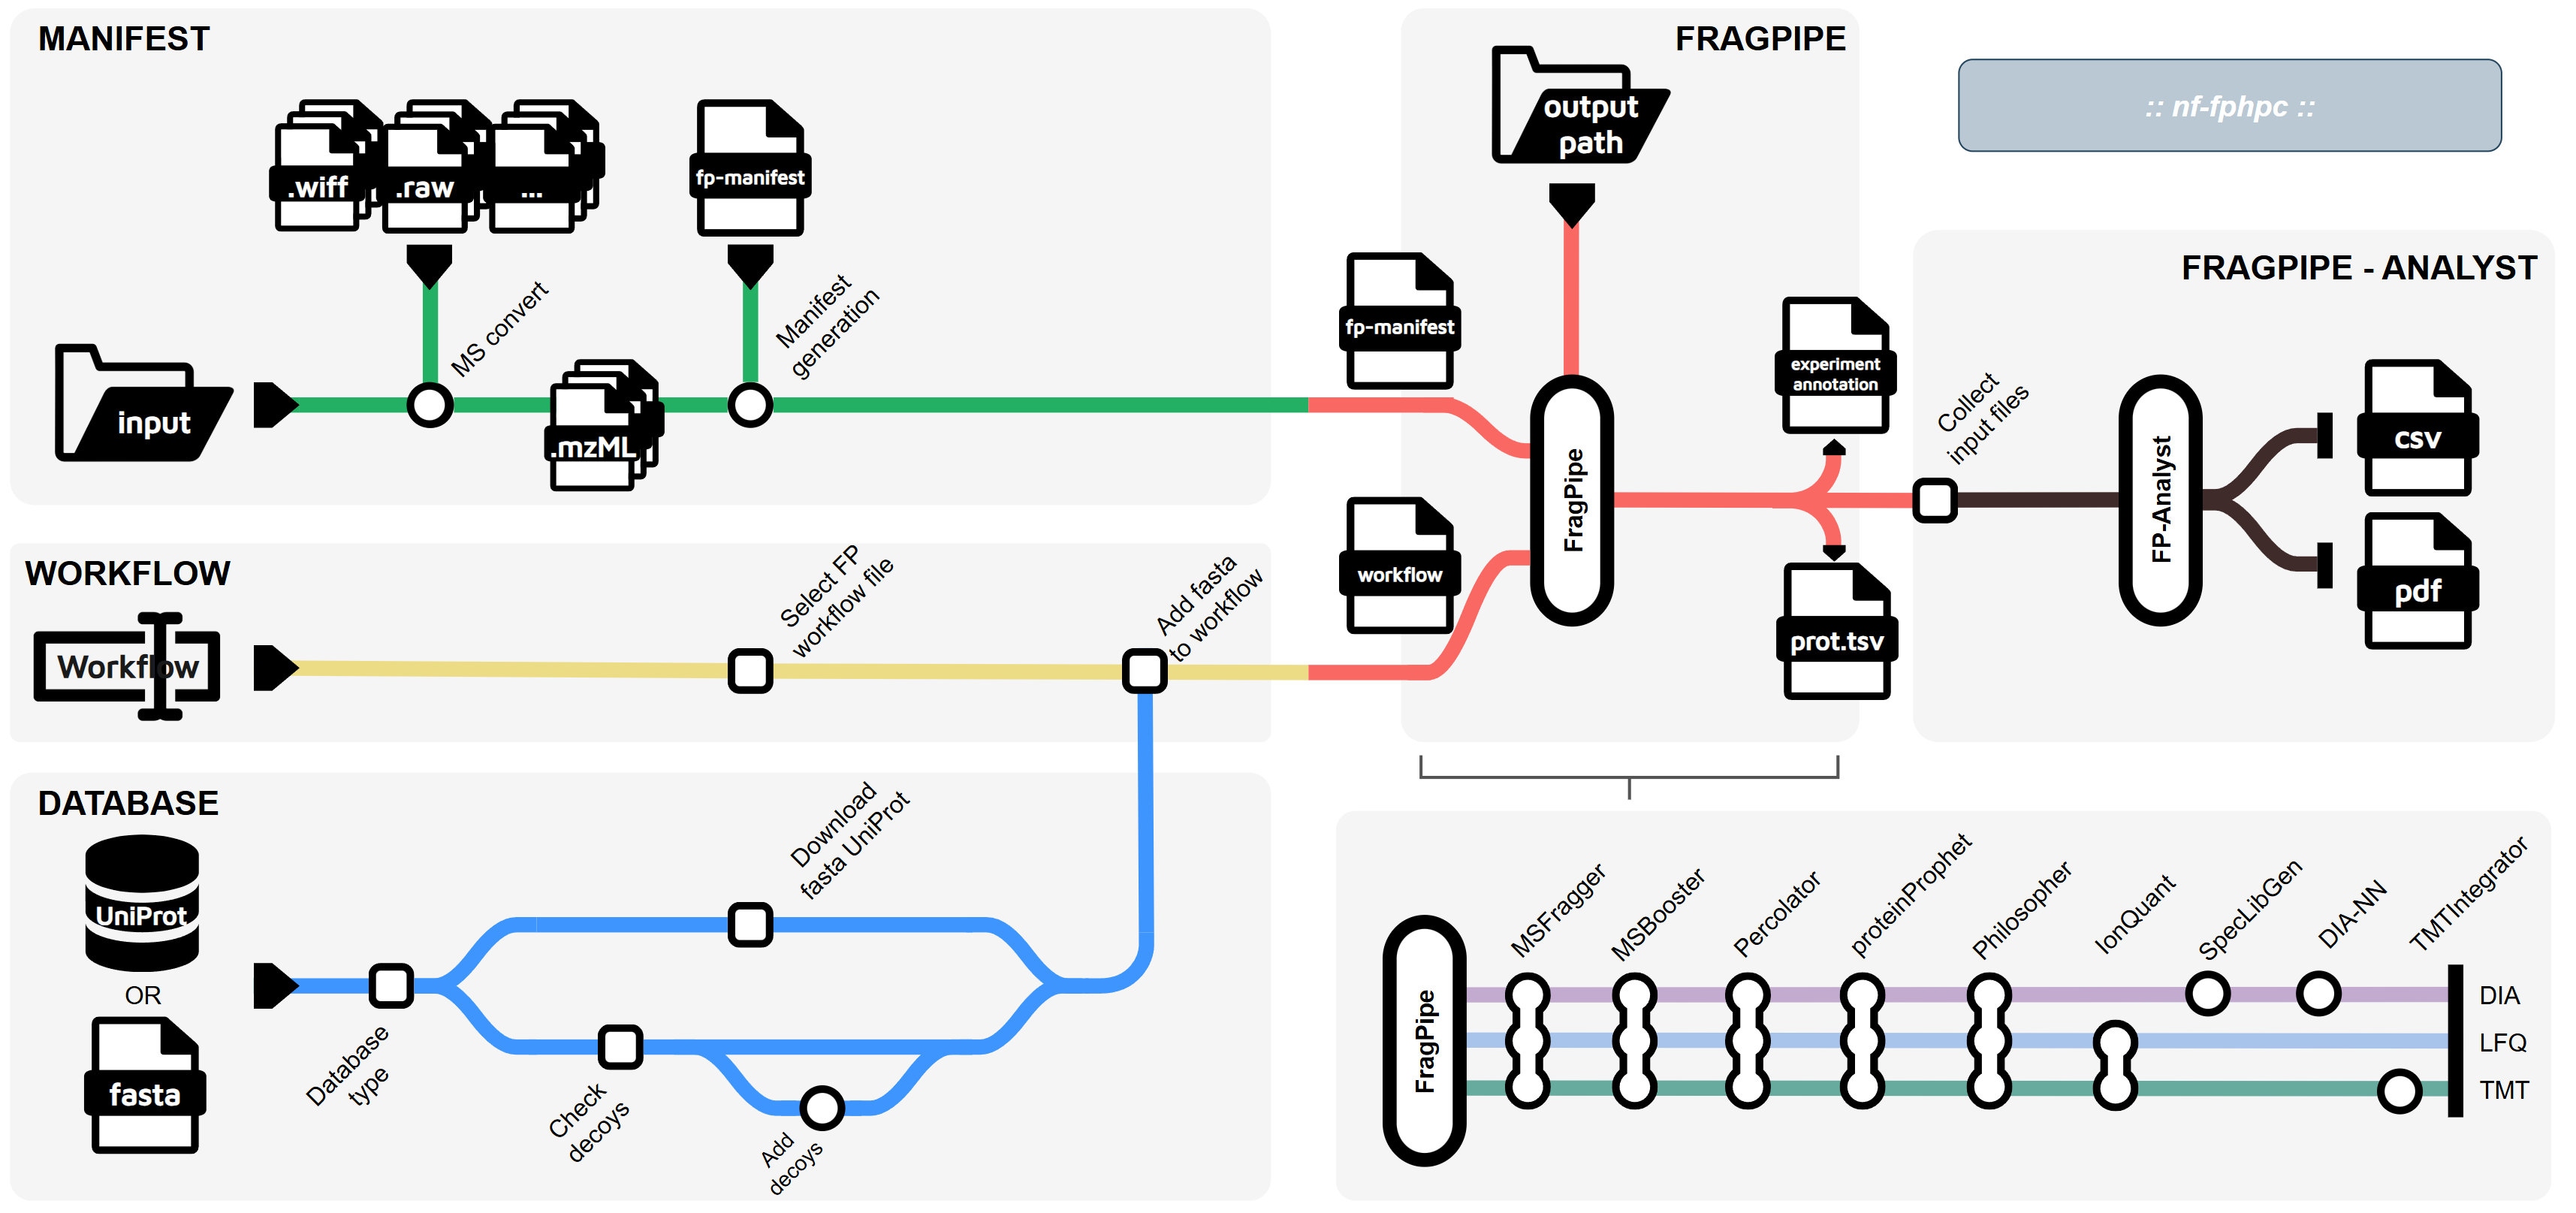 MANIFEST
.wiff
.raw
...
fp-manifest
MS convert
Manifest
generation
input
.mzML
WORKFLOW
Workflow
Select FP
workflow file
Add fasta
to workflow
DATABASE
UniProt
OR
fasta
Database
type
Download
fasta UniProt
Check
decoys
Add
decoys
FRAGPIPE
output
path
fp-manifest
workflow
FragPipe
experiment
annotation
prot.tsv
:: nf-fphpc ::
FRAGPIPE - ANALYST
Collect
input files
FP-Analyst
csv
pdf
FragPipe
MSFragger
MSBooster
Percolator
proteinProphet
Philosopher
IonQuant
SpecLibGen
DIA-NN
TMTIntegrator
DIA
LFQ
TMT